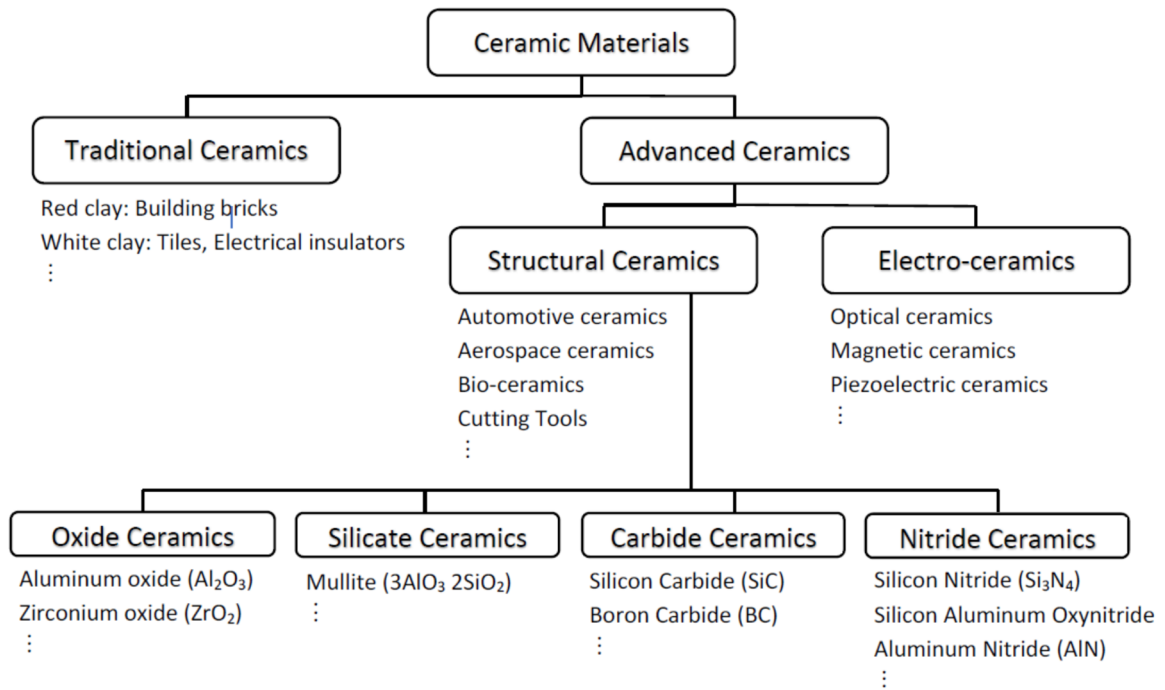 Ceramic Materials
Traditional Ceramics
Advanced Ceramics
Red clay: Building bricks
White clay: Tiles, Electrical insulators
⋮
Structural Ceramics
Electro-ceramics
Automotive ceramics
Aerospace ceramics
Bio-ceramics
Cutting Tools
⋮
Optical ceramics
Magnetic ceramics
Piezoelectric ceramics
⋮
Oxide Ceramics
Silicate Ceramics
Carbide Ceramics
Nitride Ceramics
Aluminum oxide (Al₂O₃)
Zirconium oxide (ZrO₂)
⋮
Mullite (3AlO₃ 2SiO₂)
⋮
Silicon Carbide (SiC)
Boron Carbide (BC)
⋮
Silicon Nitride (Si₃N₄)
Silicon Aluminum Oxynitride
Aluminum Nitride (AlN)
⋮